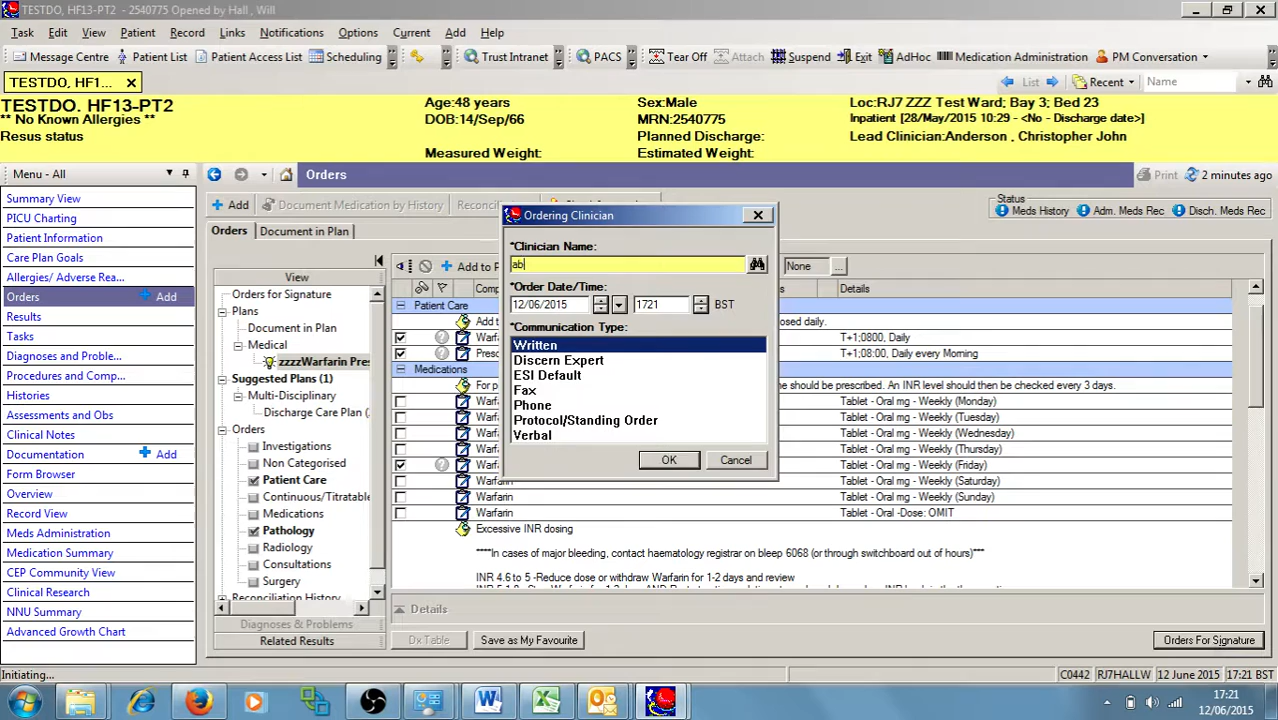 TESTDO, HF13-PT2 - 2540775 Opened by Hall, Will
Task Edit View Patient Record Links Notifications Options Current Add Help
Message Centre Patient List Patient Access List Scheduling Trust Intranet PACS Tear Off Attach Suspend Exit AdHoc Medication Administration PM Conversation
TESTDO, HF13-PT2
List Recent Name
TESTDO. HF13-PT2 Age:48 years Sex:Male Loc:RJ7 ZZZ Test Ward; Bay 3; Bed 23
** No Known Allergies ** DOB:14/Sep/66 MRN:2540775 Inpatient [28/May/2015 10:29 - <No - Discharge date>]
Resus status Planned Discharge: Lead Clinician:Anderson , Christopher John
Measured Weight: Estimated Weight:
Menu - All Orders Print 2 minutes ago
Summary View
PICU Charting
Patient Information
Care Plan Goals
Allergies/ Adverse Rea...
Orders Add
Results
Tasks
Diagnoses and Proble...
Procedures and Comp...
Histories
Assessments and Obs
Clinical Notes
Documentation Add
Form Browser
Overview
Record View
Meds Administration
Medication Summary
CEP Community View
Clinical Research
NNU Summary
Advanced Growth Chart
Add Document Medication by History
Status
Meds History Adm. Meds Rec Disch. Meds Rec
Orders Document in Plan
View
Orders for Signature
Plans
Document in Plan
Medical
zzzzWarfarin Pres
Suggested Plans (1)
Multi-Disciplinary
Discharge Care Plan (
Orders
Investigations
Non Categorised
Patient Care
Continuous/Titratable
Medications
Pathology
Radiology
Consultations
Surgery
Reconciliation History
Diagnoses & Problems
Related Results
Add to P None ...
Details
Patient Care
Add t osed daily.
Warf T+1;0800, Daily
Presc T+1;08:00, Daily every Morning
Medications
For p e should be prescribed. An INR level should then be checked every 3 days.
Warfa Tablet - Oral mg - Weekly (Monday)
Warfa Tablet - Oral mg - Weekly (Tuesday)
Warfa Tablet - Oral mg - Weekly (Wednesday)
Warfa Tablet - Oral mg - Weekly (Thursday)
Warfa Tablet - Oral mg - Weekly (Friday)
Warfarin Tablet - Oral mg - Weekly (Saturday)
Warfarin Tablet - Oral mg - Weekly (Sunday)
Warfarin Tablet - Oral -Dose: OMIT
Excessive INR dosing
****In cases of major bleeding, contact haematology registrar on bleep 6068 (or through switchboard out of hours)***
INR 4.6 to 5 -Reduce dose or withdraw Warfarin for 1-2 days and review
Details
Dx Table Save as My Favourite Orders For Signature
Ordering Clinician
*Clinician Name:
ab
*Order Date/Time:
12/06/2015 1721 BST
*Communication Type:
Written
Discern Expert
ESI Default
Fax
Phone
Protocol/Standing Order
Verbal
OK Cancel
Initiating... C0442 RJ7HALLW 12 June 2015 17:21 BST
17:21
12/06/2015